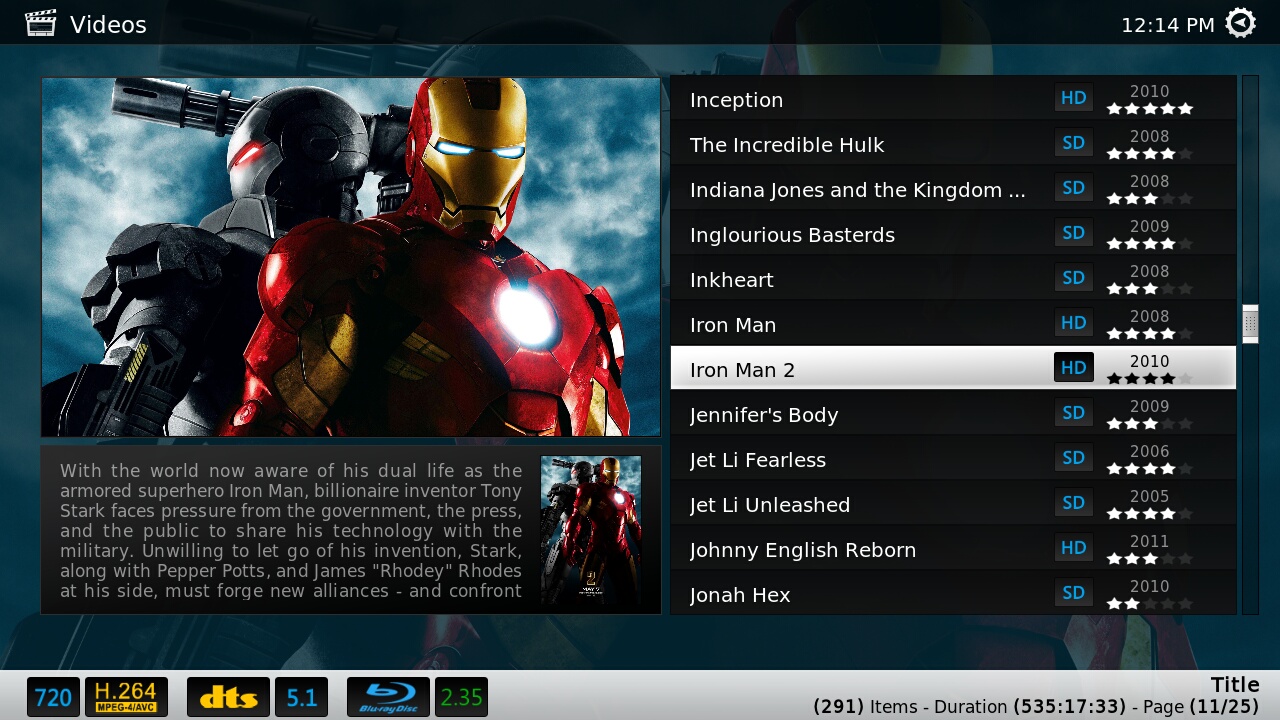 Videos
12:14 PM
Inception HD 2010
The Incredible Hulk SD 2008
Indiana Jones and the Kingdom ... SD 2008
Inglourious Basterds SD 2009
Inkheart SD 2008
Iron Man HD 2008
Iron Man 2 HD 2010
Jennifer's Body SD 2009
Jet Li Fearless SD 2006
Jet Li Unleashed SD 2005
Johnny English Reborn HD 2011
Jonah Hex SD 2010
With the world now aware of his dual life as the
armored superhero Iron Man, billionaire inventor Tony
Stark faces pressure from the government, the press,
and the public to share his technology with the
military. Unwilling to let go of his invention, Stark,
along with Pepper Potts, and James "Rhodey" Rhodes
at his side, must forge new alliances - and confront
2
720
H.264
MPEG-4/AVC
dts
5.1
Blu-ray Disc
2.35
Title
(291) Items - Duration (535:17:33) - Page (11/25)